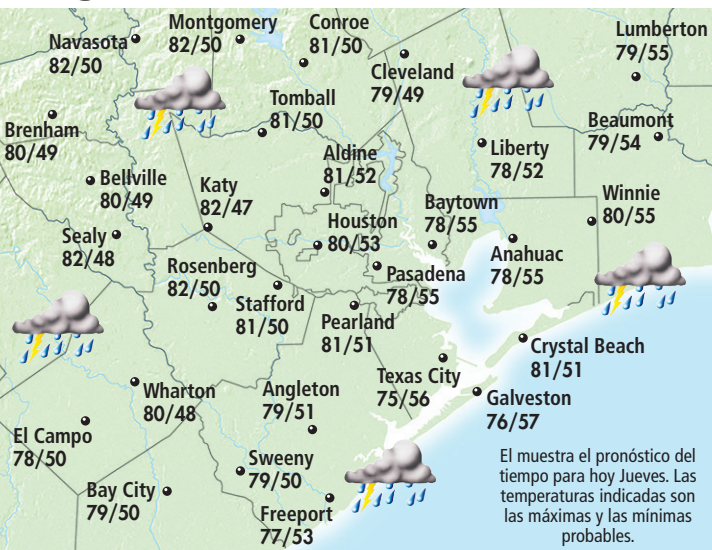 Montgomery
82/50
Conroe
81/50
Lumberton
79/55
Navasota
82/50
Cleveland
79/49
Tomball
81/50
Brenham
80/49
Beaumont
79/54
Liberty
78/52
Aldine
81/52
Bellville
80/49
Katy
82/47
Baytown
78/55
Winnie
80/55
Houston
80/53
Sealy
82/48
Anahuac
78/55
Rosenberg
82/50
Pasadena
78/55
Stafford
81/50
Pearland
81/51
Crystal Beach
81/51
Texas City
75/56
Wharton
80/48
Angleton
79/51
Galveston
76/57
El Campo
78/50
Sweeny
79/50
Bay City
79/50
Freeport
77/53
El muestra el pronóstico del
tiempo para hoy Jueves. Las
temperaturas indicadas son
las máximas y las mínimas
probables.